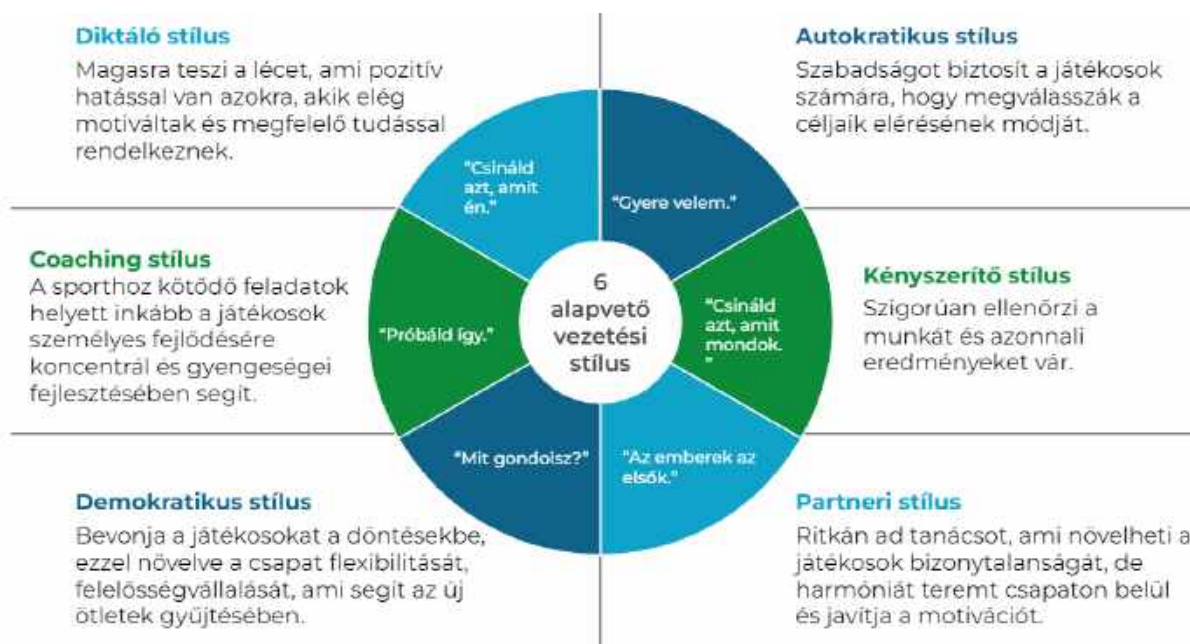 Diktáló stílus
Magasra teszi a lécet, ami pozitív
hatással van azokra, akik elég
motiváltak és megfelelő tudással
rendelkeznek.
Autokratikus stílus
Szabadságot biztosít a játékosok
számára, hogy megválasszák a
céljaik elérésének módját.
"Csináld
azt, amit
én."
"Gyere velem."
Coaching stílus
A sporthoz kötődő feladatok
helyett inkább a játékosok
személyes fejlődésére
koncentrál és gyengeségei
fejlesztésében segít.
"Próbáld így."
6
alapvető
vezetési
stílus
"Csináld
azt, amit
mondok.
"
Kényszerítő stílus
Szigorúan ellenőrzi a
munkát és azonnali
eredményeket vár.
"Mit gondolsz?"
"Az emberek az
elsők."
Demokratikus stílus
Bevonja a játékosokat a döntésekbe,
ezzel növelve a csapat flexibilitását,
felelősségvállalását, ami segít az új
ötletek gyűjtésében.
Partneri stílus
Ritkán ad tanácsot, ami növelheti a
játékosok bizonytalanságát, de
harmóniát teremt csapaton belül
és javítja a motivációt.